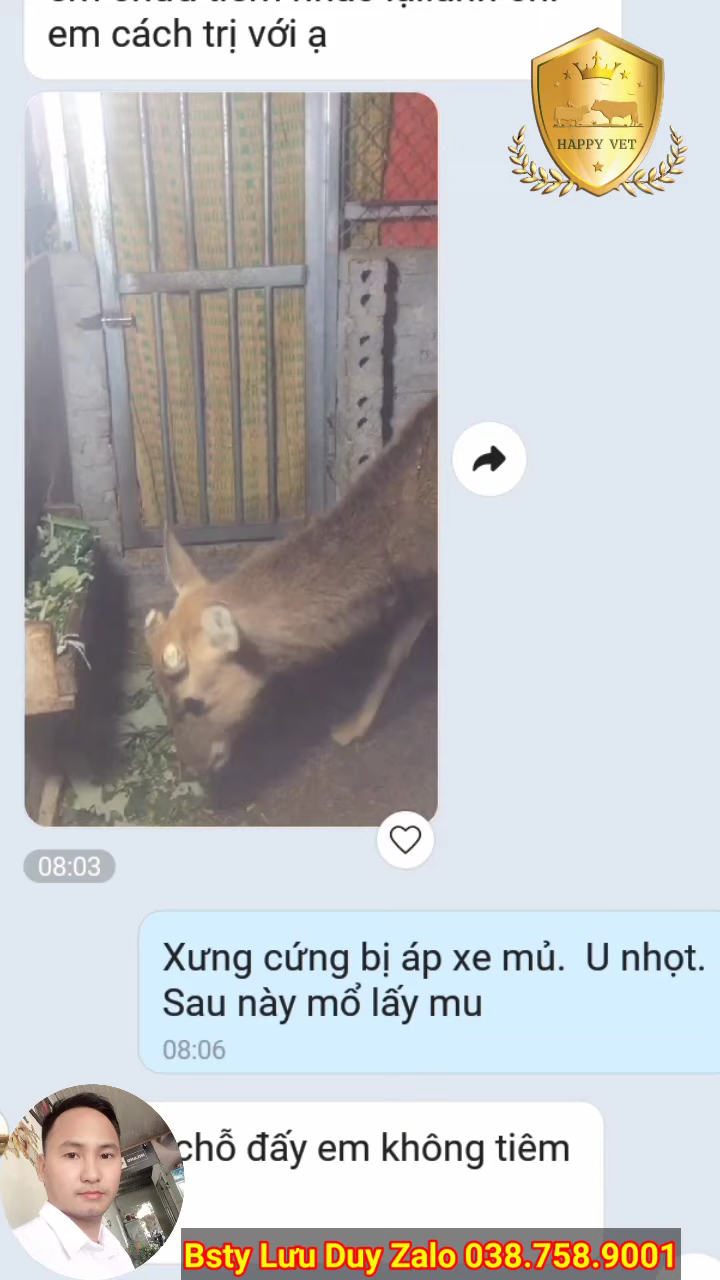 em cách trị với ạ
HAPPY VET
08:03
Xưng cứng bị áp xe mủ. U nhọt.
Sau này mổ lấy mu
08:06
chỗ đấy em không tiêm
Bsty Lưu Duy Zalo 038.758.9001